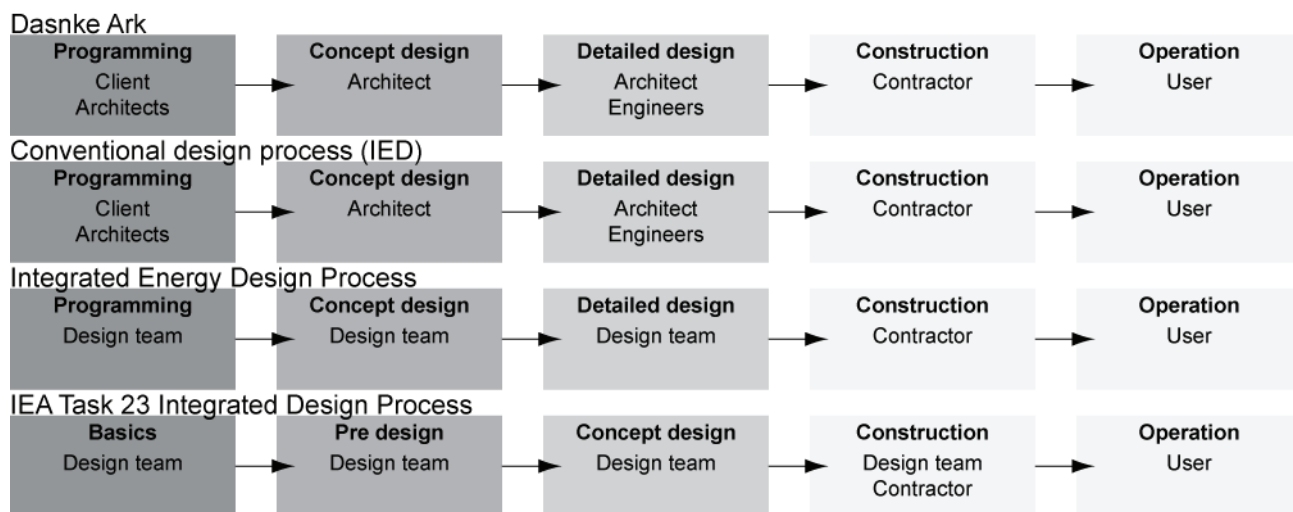 Dasnke Ark
Programming Concept design Detailed design Construction Operation
Client Architect Architect Contractor User
Architects Engineers
Conventional design process (IED)
Programming Concept design Detailed design Construction Operation
Client Architect Architect Contractor User
Architects Engineers
Integrated Energy Design Process
Programming Concept design Detailed design Construction Operation
Design team Design team Design team Contractor User
IEA Task 23 Integrated Design Process
Basics Pre design Concept design Construction Operation
Design team Design team Design team Design team User
Contractor